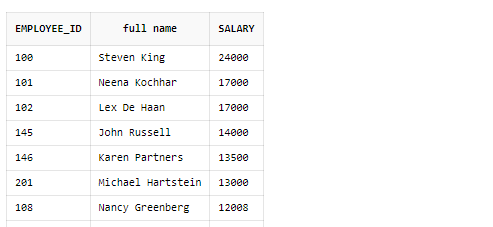 EMPLOYEE_ID full name SALARY
100 Steven King 24000
101 Neena Kochhar 17000
102 Lex De Haan 17000
145 John Russell 14000
146 Karen Partners 13500
201 Michael Hartstein 13000
108 Nancy Greenberg 12008